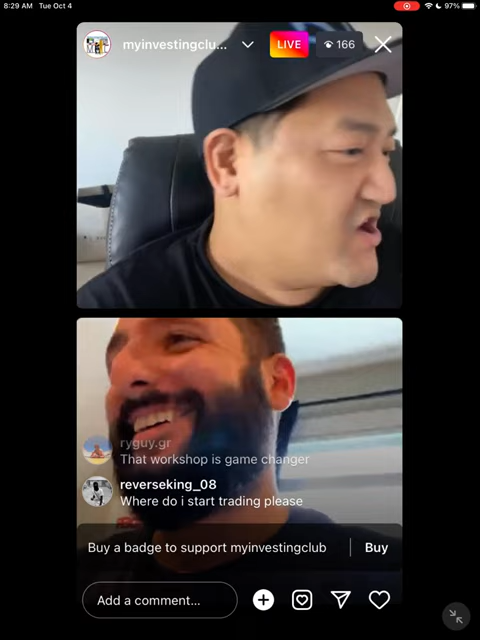 8:29 AM Tue Oct 4
97%
myinvestingclu...
LIVE
166
ryguy.gr
That workshop is game changer
reverseking_08
Where do i start trading please
Buy a badge to support myinvestingclub
Buy
Add a comment...